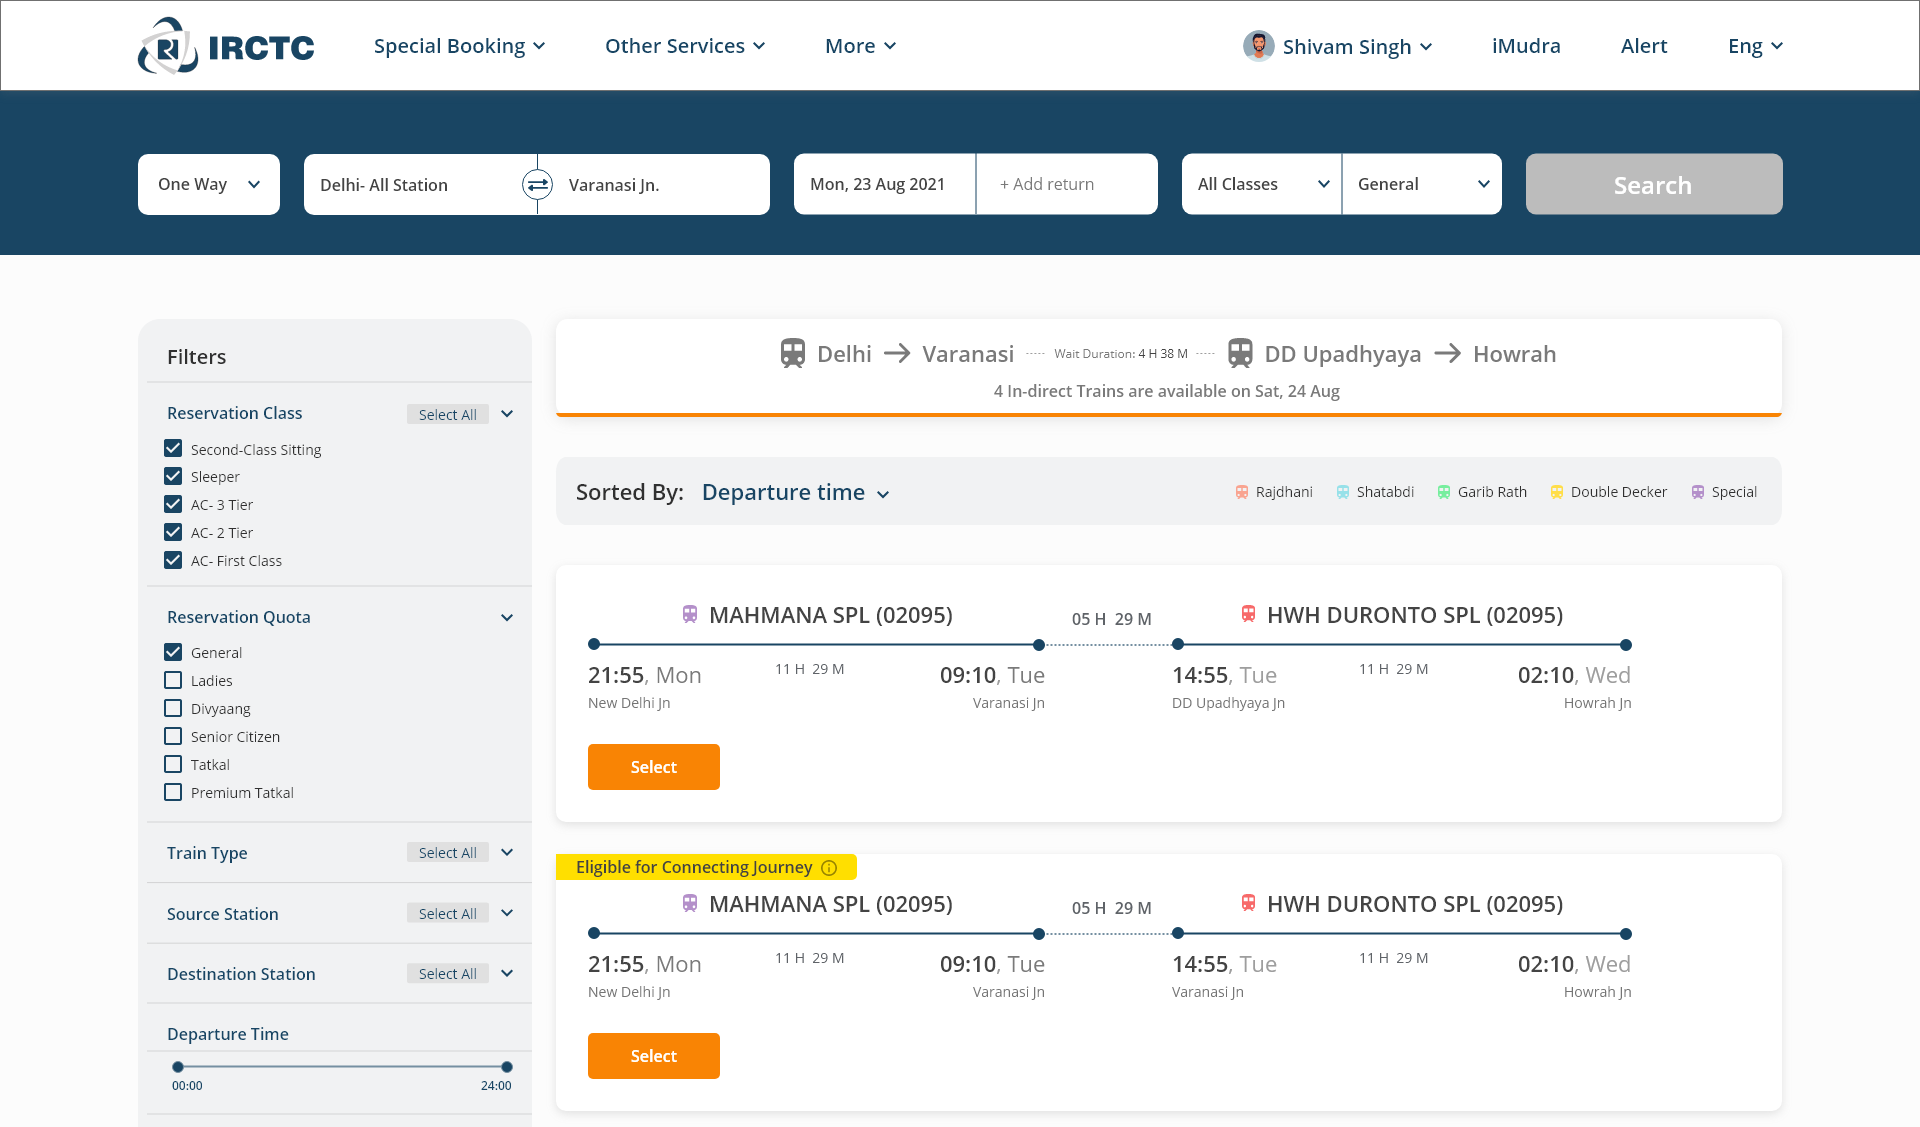 IRCTC
Special Booking
Other Services
More
Shivam Singh
iMudra
Alert
Eng
One Way
Delhi- All Station
Varanasi Jn.
Mon, 23 Aug 2021
+ Add return
All Classes
General
Search
Filters
Reservation Class
Select All
Second-Class Sitting
Sleeper
AC- 3 Tier
AC- 2 Tier
AC- First Class
Reservation Quota
General
Ladies
Divyaang
Senior Citizen
Tatkal
Premium Tatkal
Train Type
Select All
Source Station
Select All
Destination Station
Select All
Departure Time
00:00
24:00
Delhi
Varanasi
Wait Duration: 4 H 38 M
DD Upadhyaya
Howrah
4 In-direct Trains are available on Sat, 24 Aug
Sorted By:
Departure time
Rajdhani
Shatabdi
Garib Rath
Double Decker
Special
MAHMANA SPL (02095)
05 H 29 M
HWH DURONTO SPL (02095)
21:55, Mon
11 H 29 M
09:10, Tue
14:55, Tue
11 H 29 M
02:10, Wed
New Delhi Jn
Varanasi Jn
DD Upadhyaya Jn
Howrah Jn
Select
Eligible for Connecting Journey
MAHMANA SPL (02095)
05 H 29 M
HWH DURONTO SPL (02095)
21:55, Mon
11 H 29 M
09:10, Tue
14:55, Tue
11 H 29 M
02:10, Wed
New Delhi Jn
Varanasi Jn
Varanasi Jn
Howrah Jn
Select